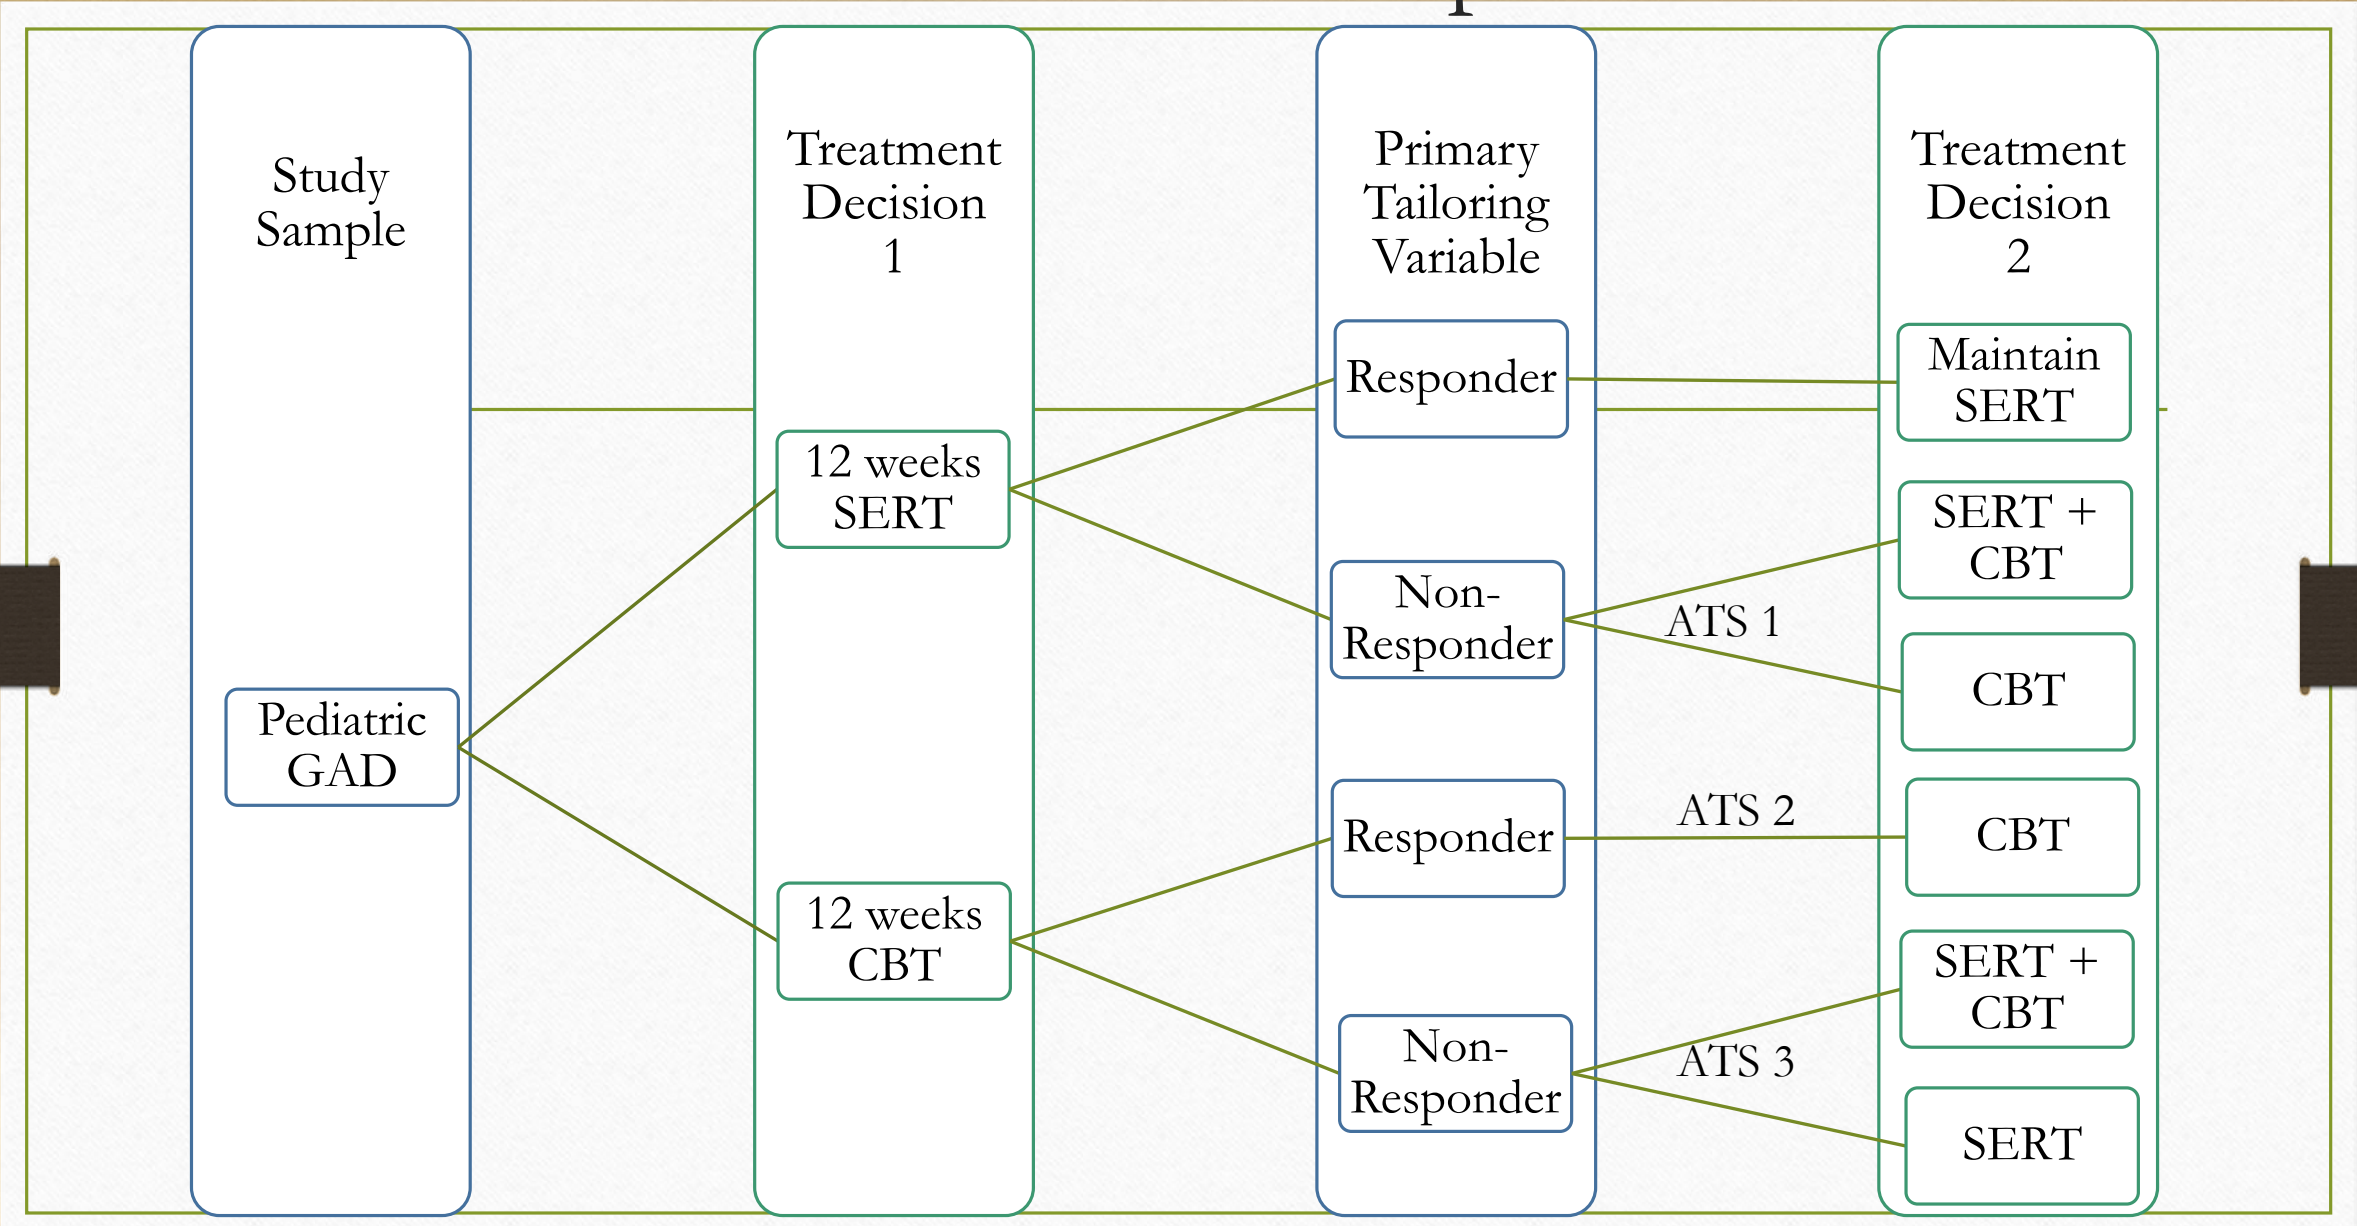 Study
Sample
Treatment
Decision
1
Primary
Tailoring
Variable
Treatment
Decision
2
Pediatric
GAD
12 weeks
SERT
12 weeks
CBT
Responder
Non-
Responder
Responder
Non-
Responder
ATS 1
ATS 2
ATS 3
Maintain
SERT
SERT +
CBT
CBT
CBT
SERT +
CBT
SERT